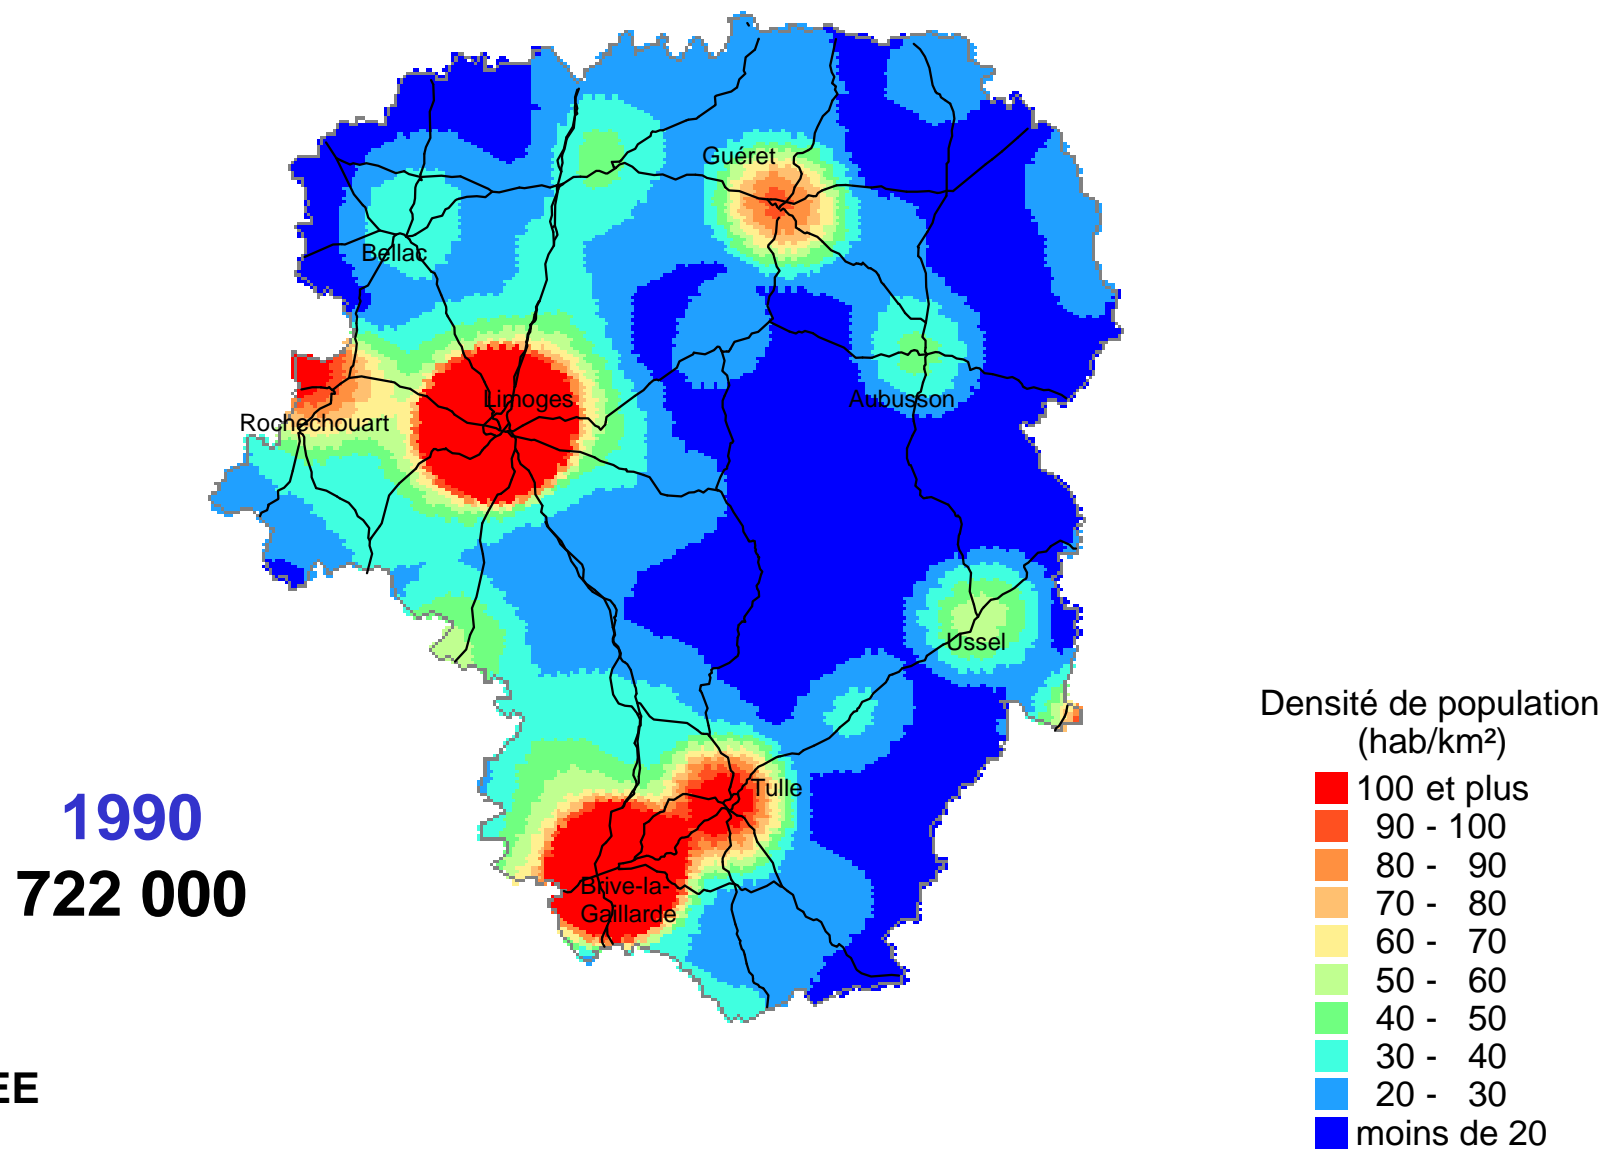 Guéret
Bellac
Limoges
Aubusson
Rochechouart
Ussel
Tulle
Brive-la-
Gaillarde
1990
722 000
EE
Densité de population
(hab/km²)
100 et plus
90 - 100
80 - 90
70 - 80
60 - 70
50 - 60
40 - 50
30 - 40
20 - 30
moins de 20